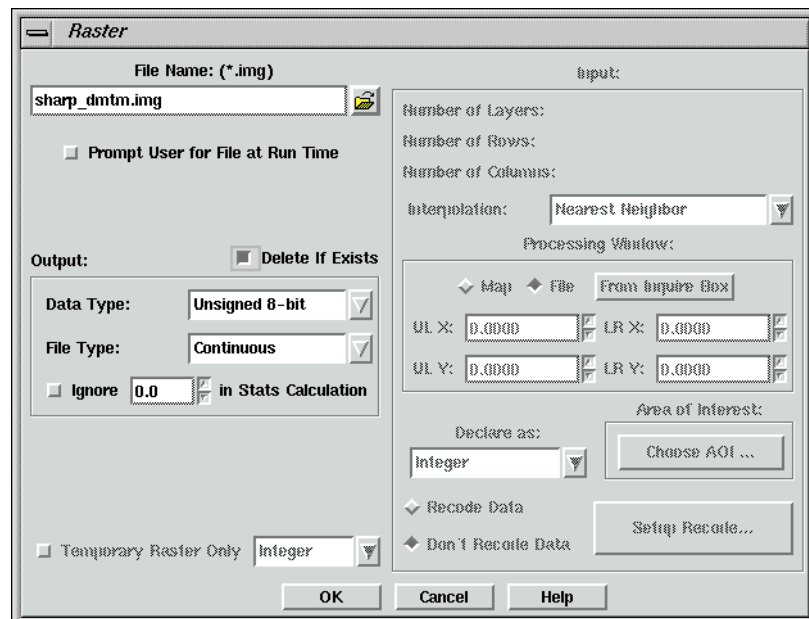 Raster
File Name: (*.img)
sharp_dmtm.img
Prompt User for File at Run Time
Output:
Delete If Exists
Data Type:
Unsigned 8-bit
File Type:
Continuous
Ignore 0.0 in Stats Calculation
Temporary Raster Only
Integer
Input:
Number of Layers:
Number of Rows:
Number of Columns:
Interpolation:
Nearest Neighbor
Processing Window:
Map
File
From Inquire Box
UL X: 0.0000
LR X: 0.0000
UL Y: 0.0000
LR Y: 0.0000
Declare as:
Integer
Area of Interest:
Choose AOI ...
Recode Data
Don't Recode Data
Setup Recode...
OK
Cancel
Help